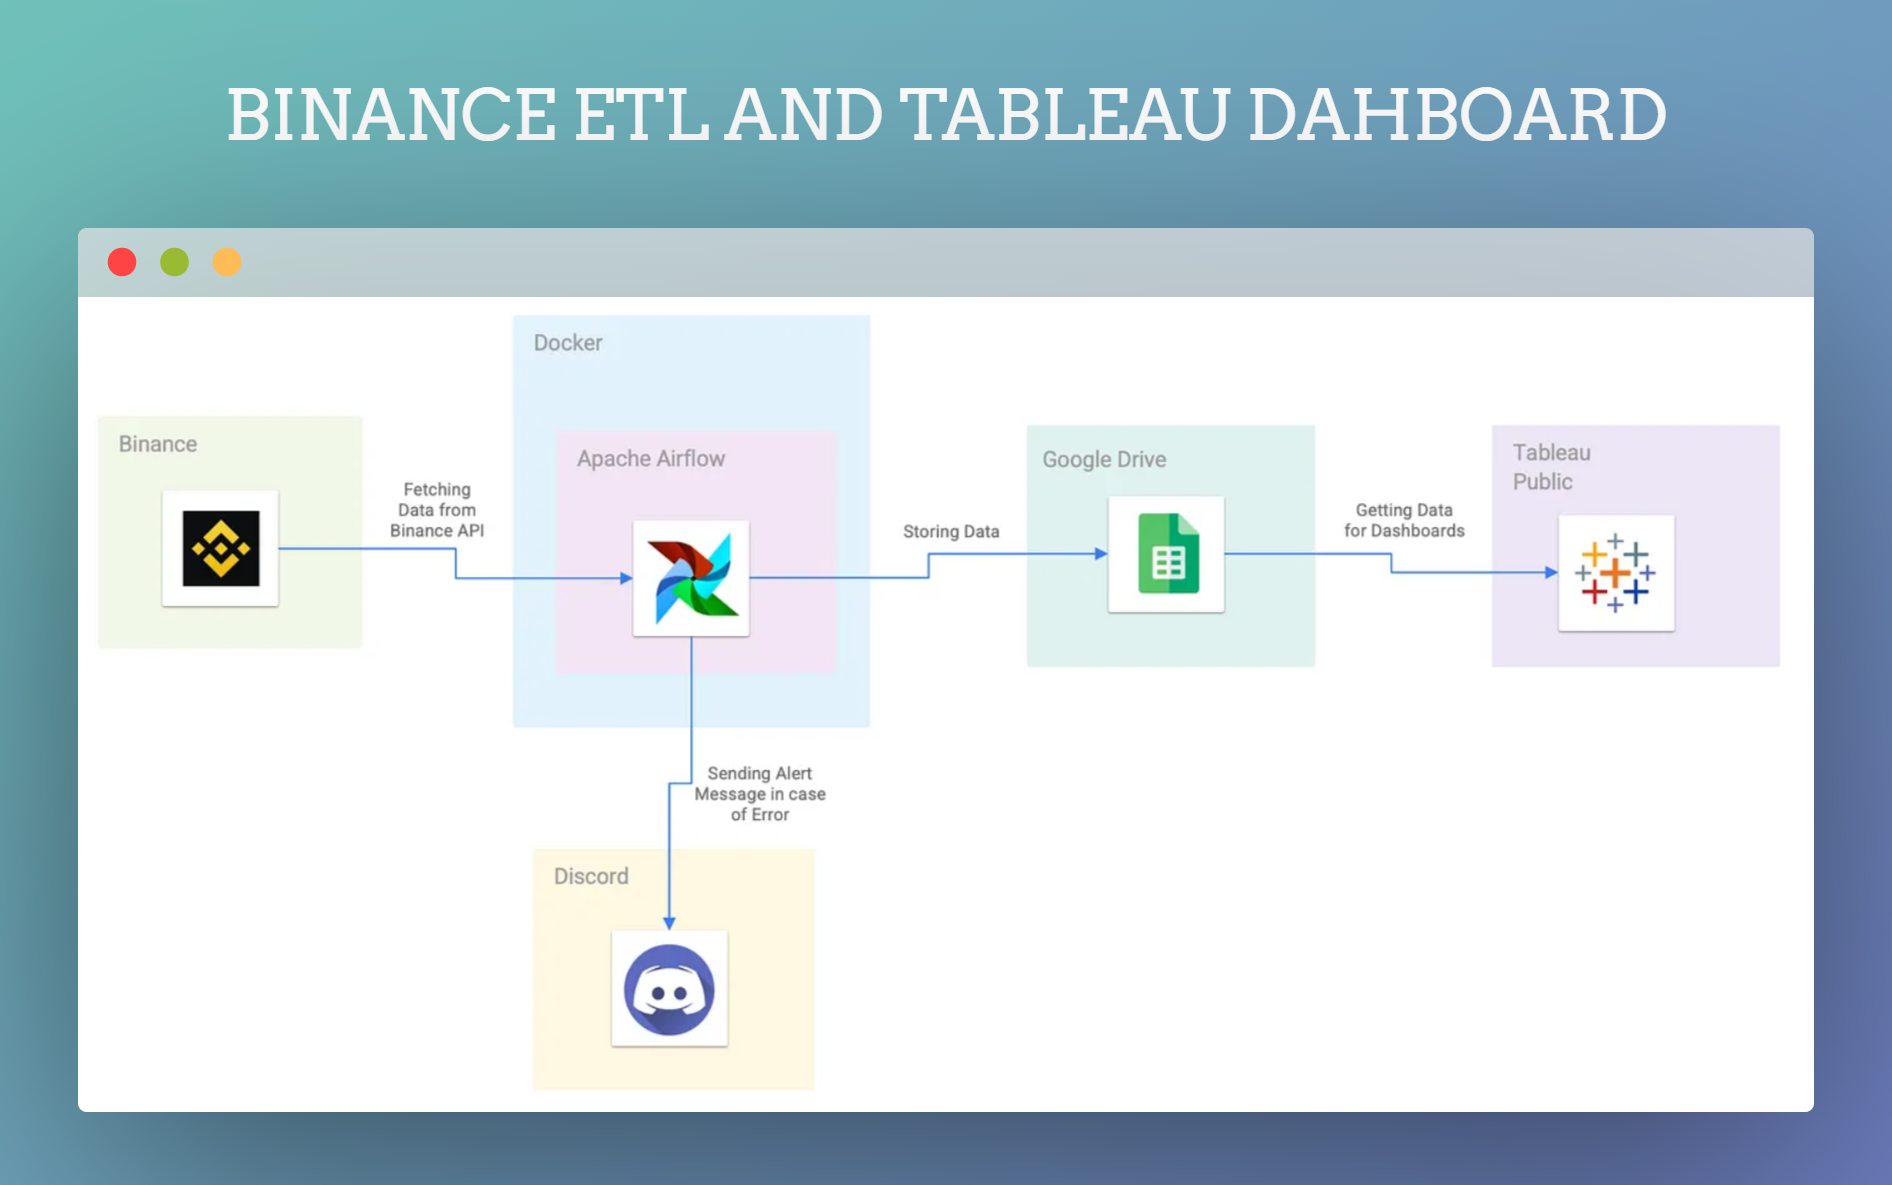 BINANCE ETL AND TABLEAU DAHBOARD
Docker
Binance
Apache Airflow
Google Drive
Tableau
Public
Fetching
Data from
Binance API
Storing Data
Getting Data
for Dashboards
Sending Alert
Message in case
of Error
Discord